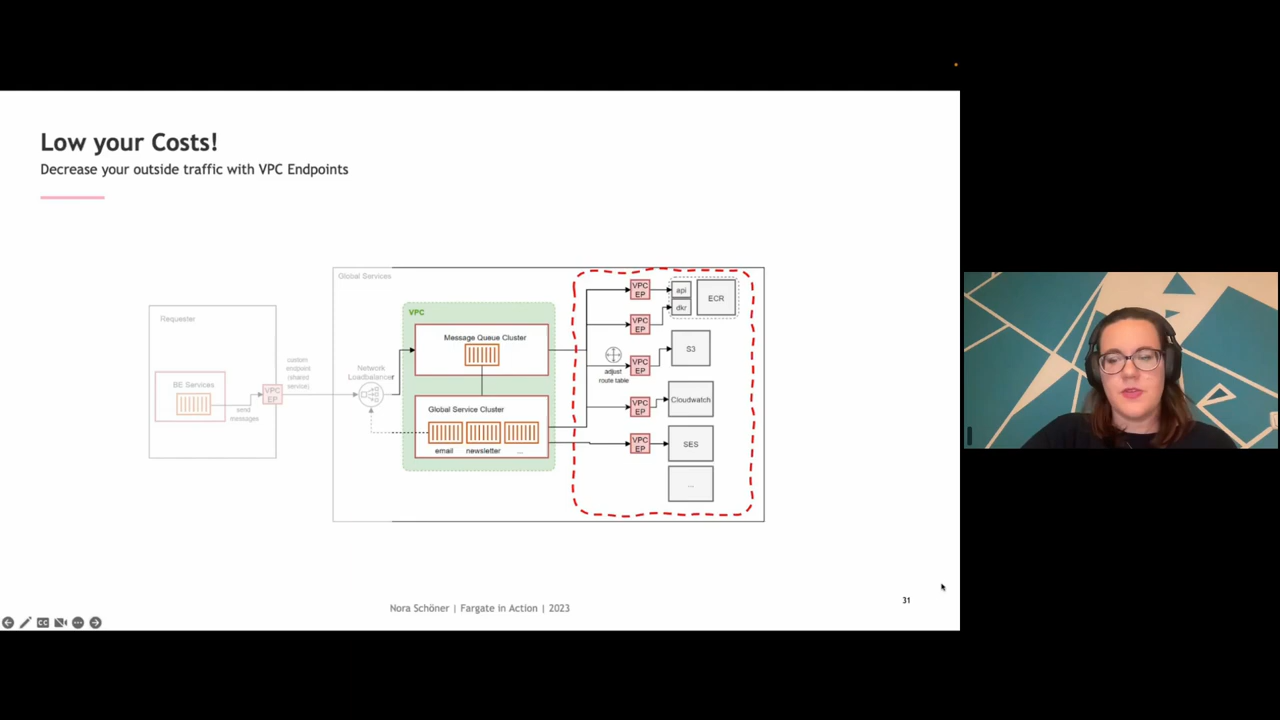 Low your Costs!
Decrease your outside traffic with VPC Endpoints
Global Services
Requester
BE Services
send
messages
VPC
EP
custom
endpoint
(shares
service)
Network
Loadbalancer
VPC
Message Queue Cluster
Global Service Cluster
email
newsletter
...
adjust
route table
VPC
EP
VPC
EP
VPC
EP
VPC
EP
VPC
EP
api
dkr
ECR
S3
Cloudwatch
SES
...
Nora Schöner | Fargate in Action | 2023
31
CC